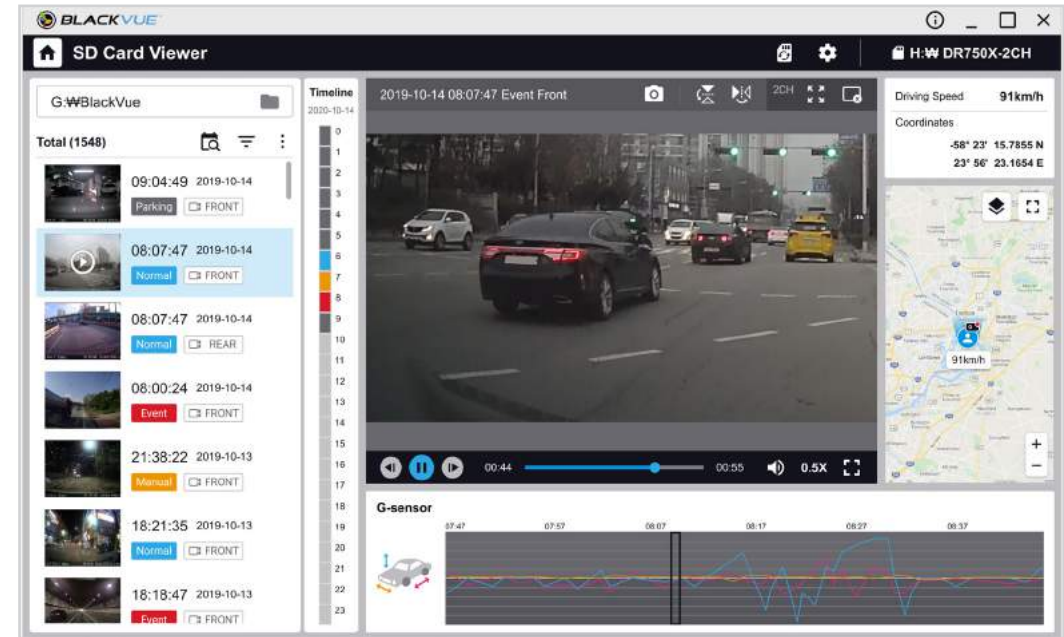 BLACKVUE
SD Card Viewer
H:₩ DR750X-2CH
G:₩BlackVue
Total (1548)
09:04:49 2019-10-14
Parking FRONT
08:07:47 2019-10-14
Normal FRONT
08:07:47 2019-10-14
Normal REAR
08:00:24 2019-10-14
Event FRONT
21:38:22 2019-10-13
Manual FRONT
18:21:35 2019-10-13
Normal FRONT
18:18:47 2019-10-13
Event FRONT
Timeline
2020-10-14
0
1
2
3
4
5
6
7
8
9
10
11
12
13
14
15
16
17
18
19
20
21
22
23
2019-10-14 08:07:47 Event Front
2CH
00:44
00:55
0.5X
Driving Speed 91km/h
Coordinates
-58° 23' 15.7855 N
23° 56' 23.1654 E
91km/h
+
−
G-sensor
07:47 07:57 08:07 08:17 08:27 08:37